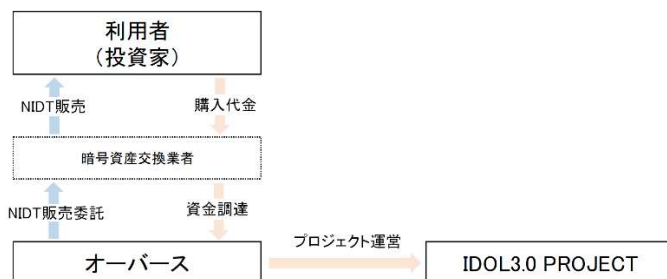 利用者
(投資家)
NIDT販売
購入代金
暗号資産交換業者
NIDT販売委託
資金調達
プロジェクト運営
オーバース
IDOL3.0 PROJECT